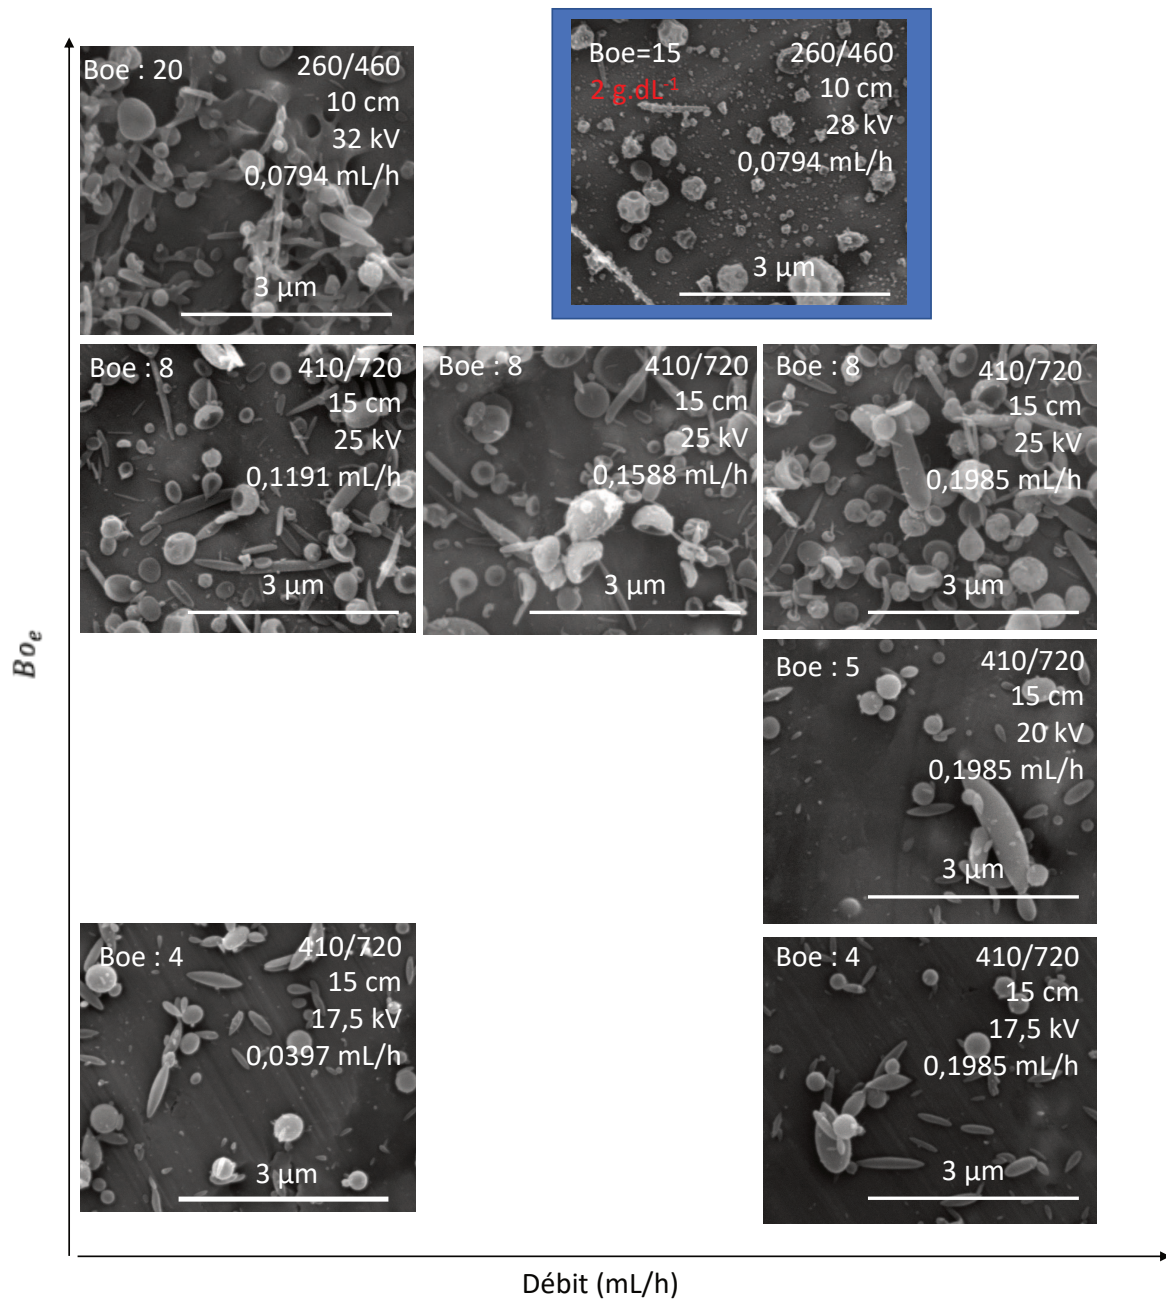 Boe : 20
260/460
10 cm
32 kV
0,0794 mL/h
3 µm
Boe=15
2 g.dL⁻¹
260/460
10 cm
28 kV
0,0794 mL/h
3 µm
Boe : 8
410/720
15 cm
25 kV
0,1191 mL/h
3 µm
Boe : 8
410/720
15 cm
25 kV
0,1588 mL/h
3 µm
Boe : 8
410/720
15 cm
25 kV
0,1985 mL/h
3 µm
Boe : 5
410/720
15 cm
20 kV
0,1985 mL/h
3 µm
Boe : 4
410/720
15 cm
17,5 kV
0,0397 mL/h
3 µm
Boe : 4
410/720
15 cm
17,5 kV
0,1985 mL/h
3 µm
Boₑ
Débit (mL/h)